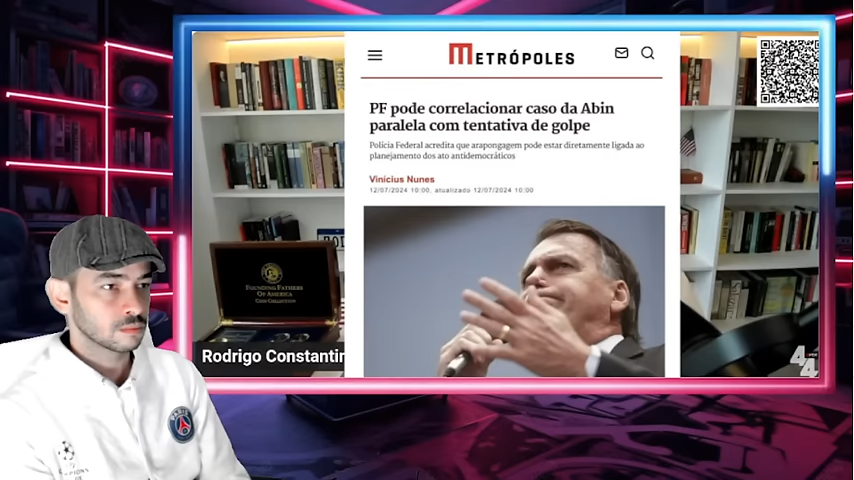 METRÓPOLES
PF pode correlacionar caso da Abin
paralela com tentativa de golpe
Polícia Federal acredita que arapongagem pode estar diretamente ligada ao
planejamento dos ato antidemocráticos
Vinícius Nunes
12/07/2024 10:00, atualizado 12/07/2024 10:00
FOUNDING FATHERS
OF AMERICA
COIN COLLECTION
Rodrigo Constantin
44
PARIS